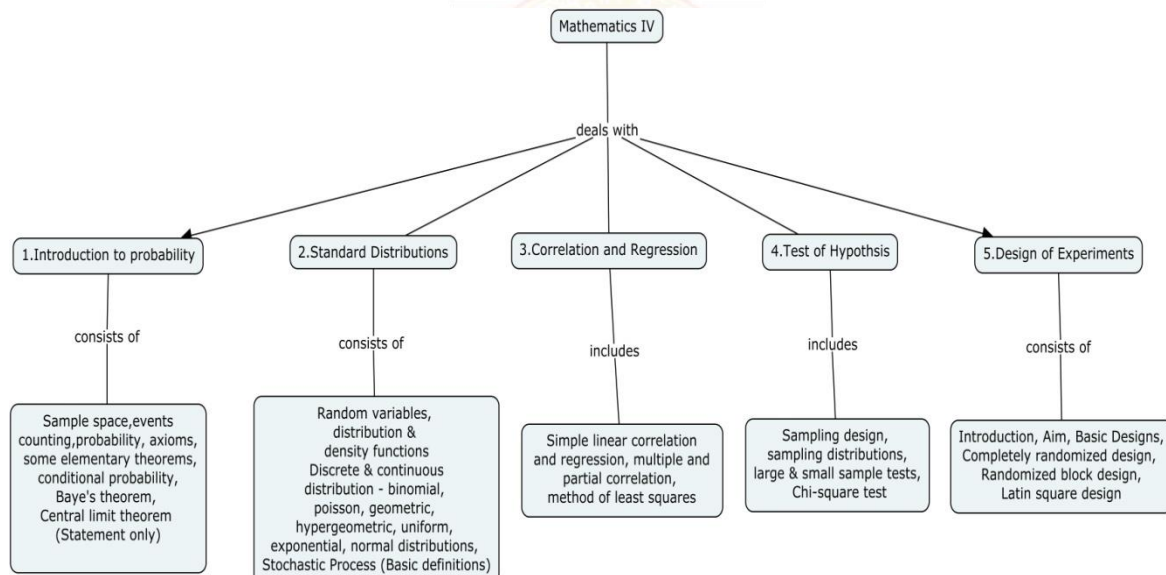 Mathematics IV
deals with
1.Introduction to probability
2.Standard Distributions
3.Correlation and Regression
4.Test of Hypothsis
5.Design of Experiments
consists of
consists of
includes
includes
consists of
Sample space,events
counting,probability, axioms,
some elementary theorems,
conditional probability,
Baye's theorem,
Central limit theorem
(Statement only)
Random variables,
distribution &
density functions
Discrete & continuous
distribution - binomial,
poisson, geometric,
hypergeometric, uniform,
exponential, normal distributions,
Stochastic Process (Basic definitions)
Simple linear correlation
and regression, multiple and
partial correlation,
method of least squares
Sampling design,
sampling distributions,
large & small sample tests,
Chi-square test
Introduction, Aim, Basic Designs,
Completely randomized design,
Randomized block design,
Latin square design